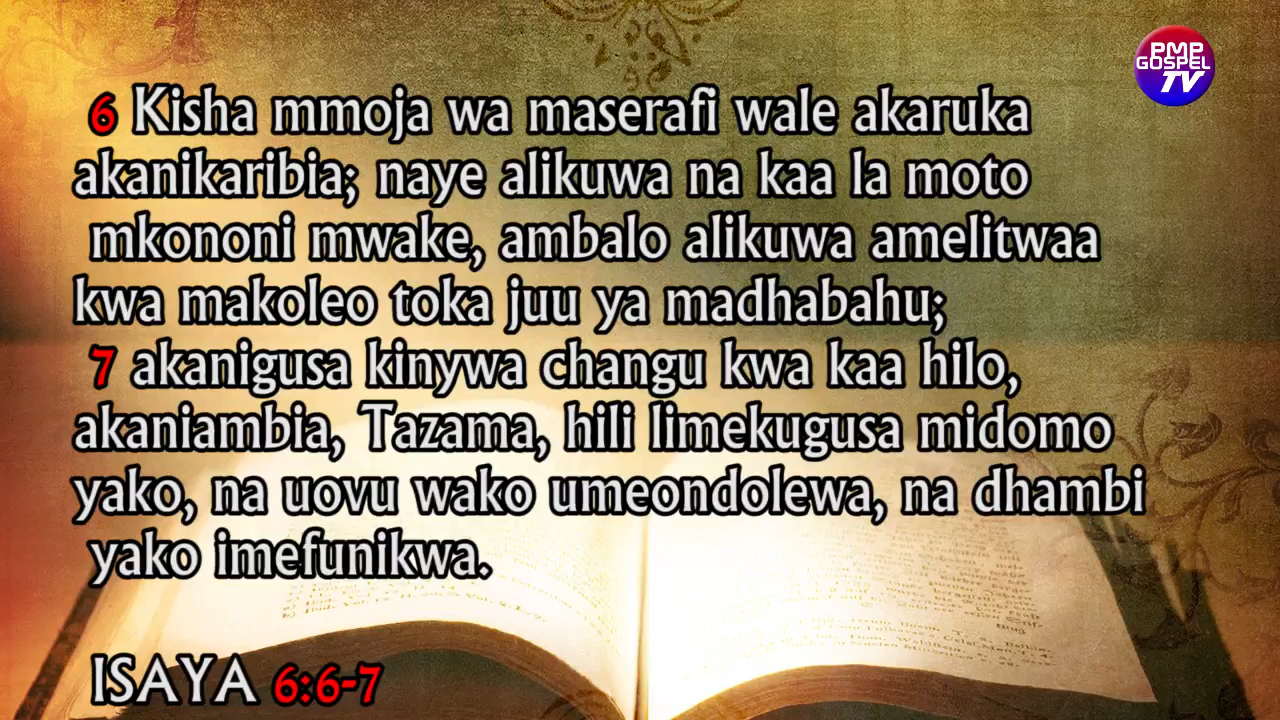 PMP
GOSPEL
TV
6 Kisha mmoja wa maserafi wale akaruka
akanikaribia; naye alikuwa na kaa la moto
mkononi mwake, ambalo alikuwa amelitwaa
kwa makoleo toka juu ya madhabahu;
7 akanigusa kinywa changu kwa kaa hilo,
akaniambia, Tazama, hili limekugusa midomo
yako, na uovu wako umeondolewa, na dhambi
yako imefunikwa.
ISAYA 6:6-7